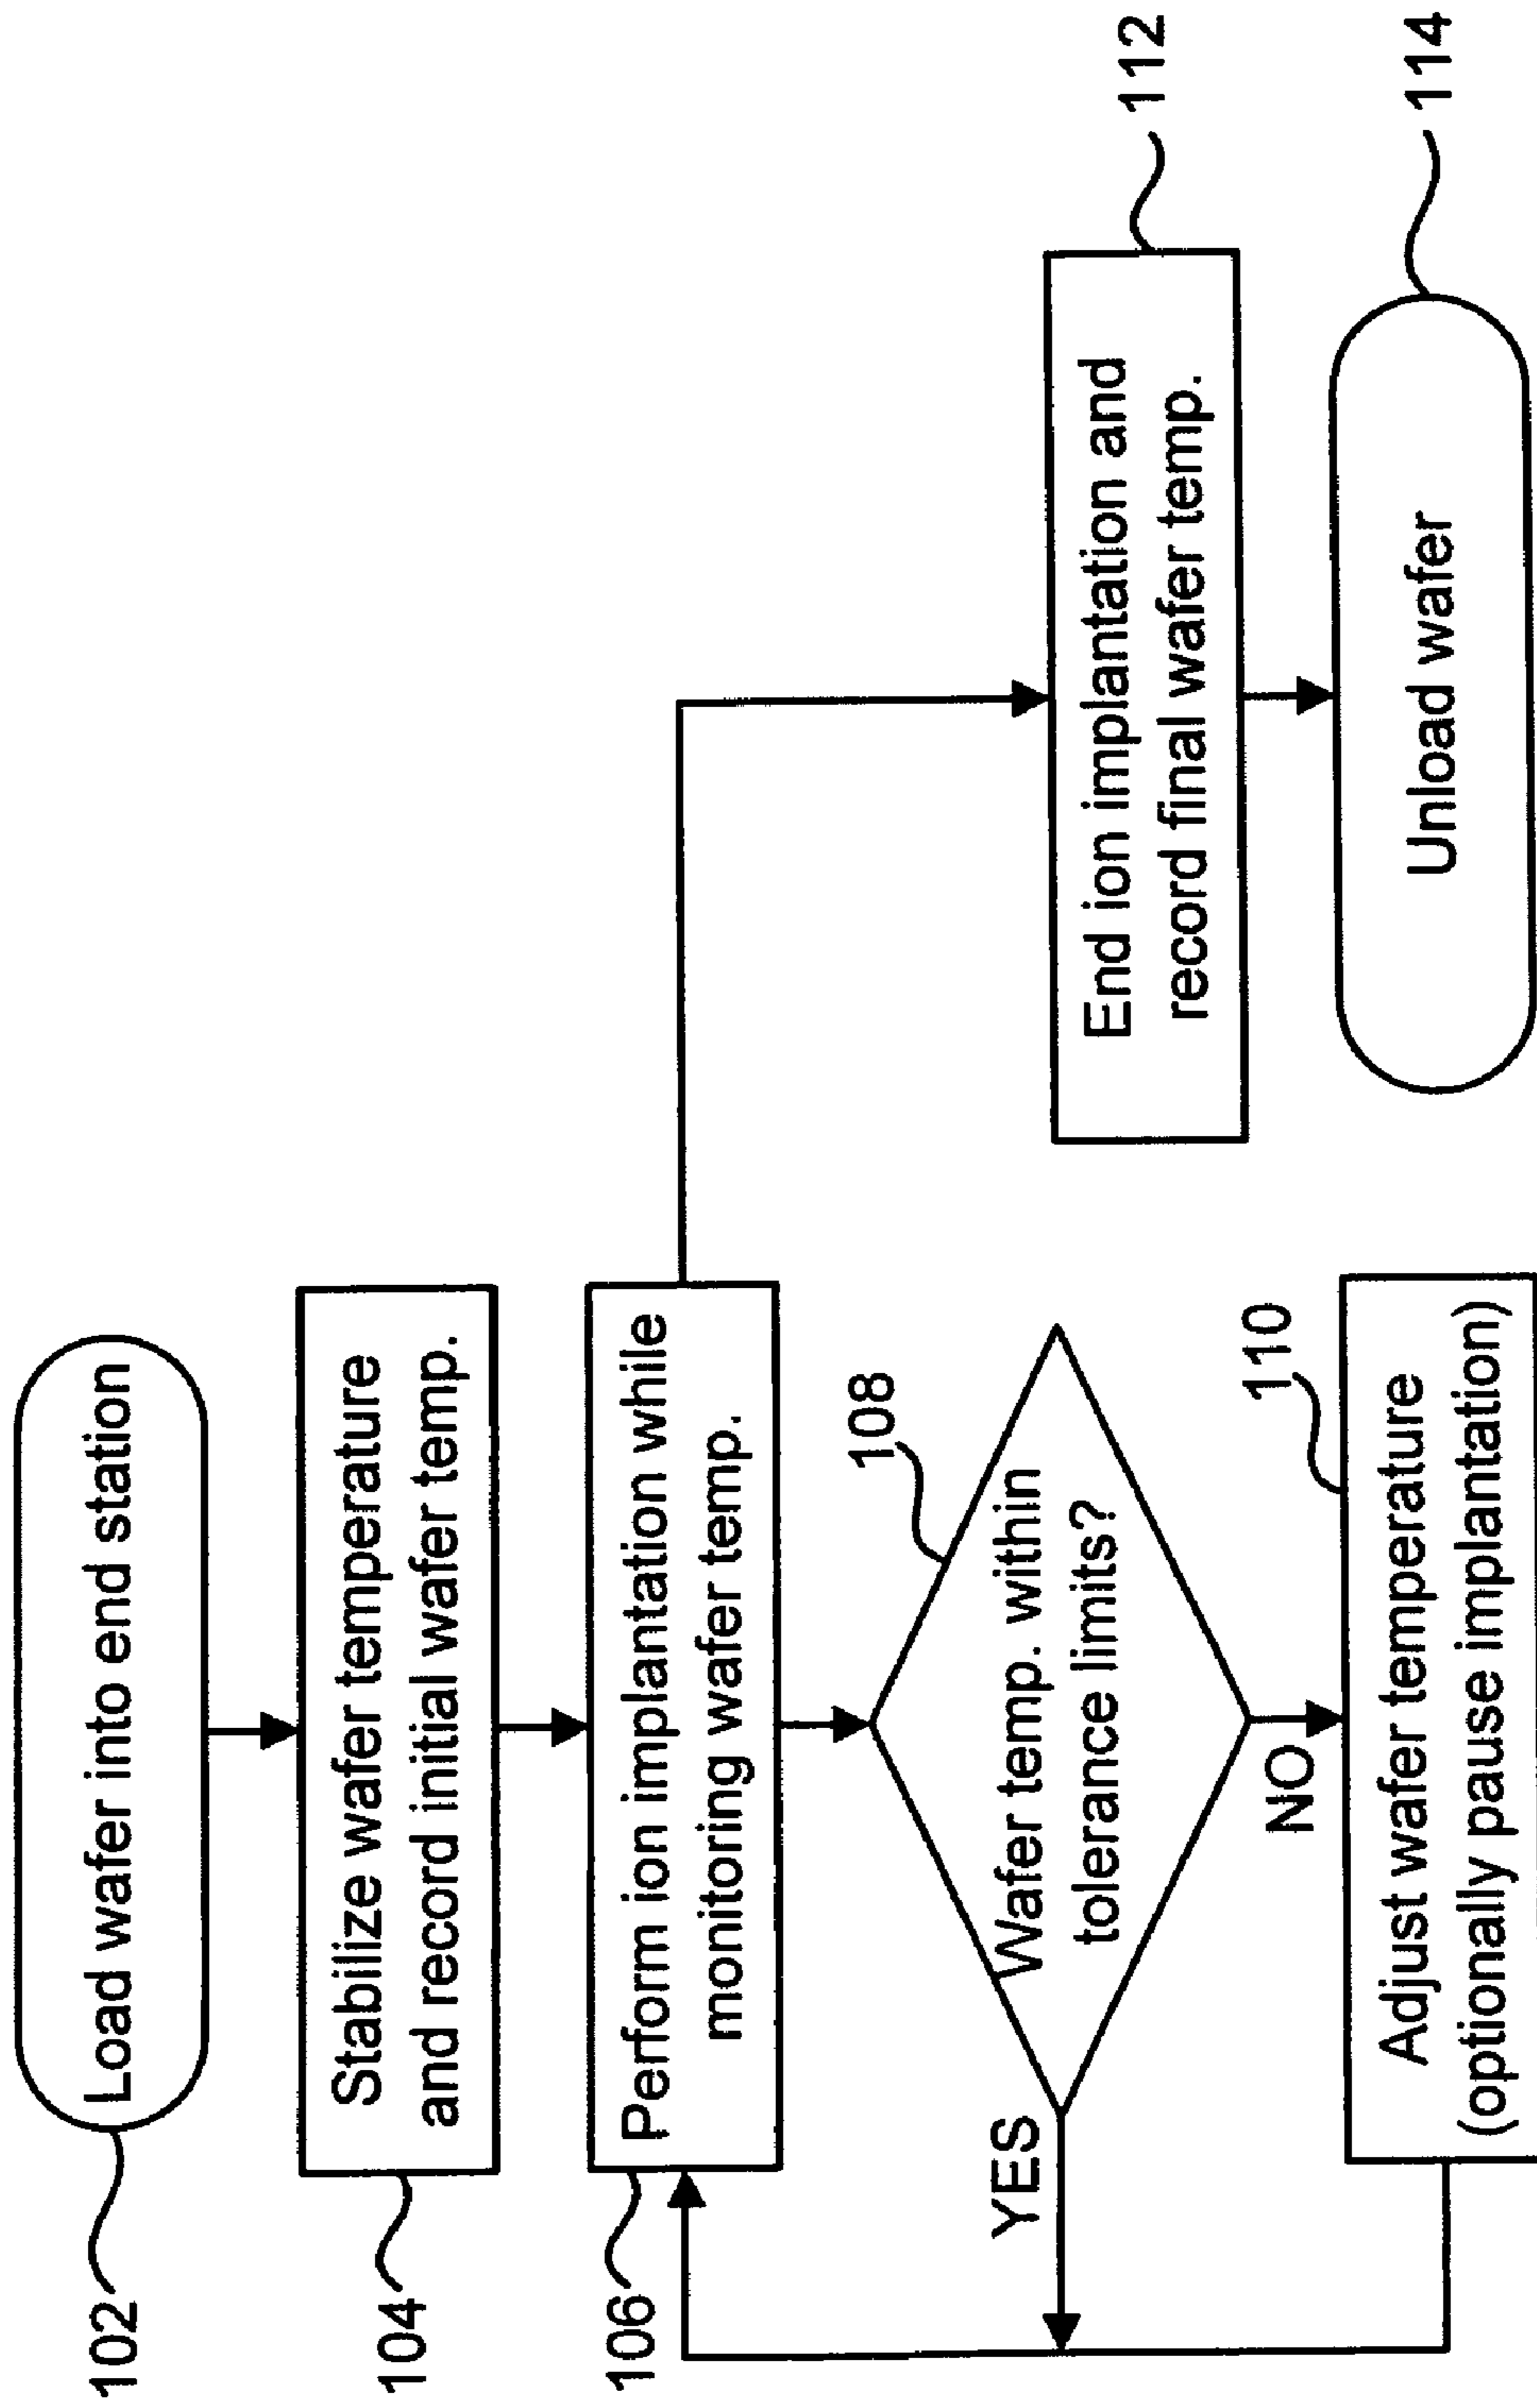 102
Load wafer into end station
104
Stabilize wafer temperature
and record initial wafer temp.
106
Perform ion implantation while
monitoring wafer temp.
108
Wafer temp. within
tolerance limits?
YES
NO
110
Adjust wafer temperature
(optionally pause implantation)
End ion implantation and
record final wafer temp.
112
Unload wafer
114